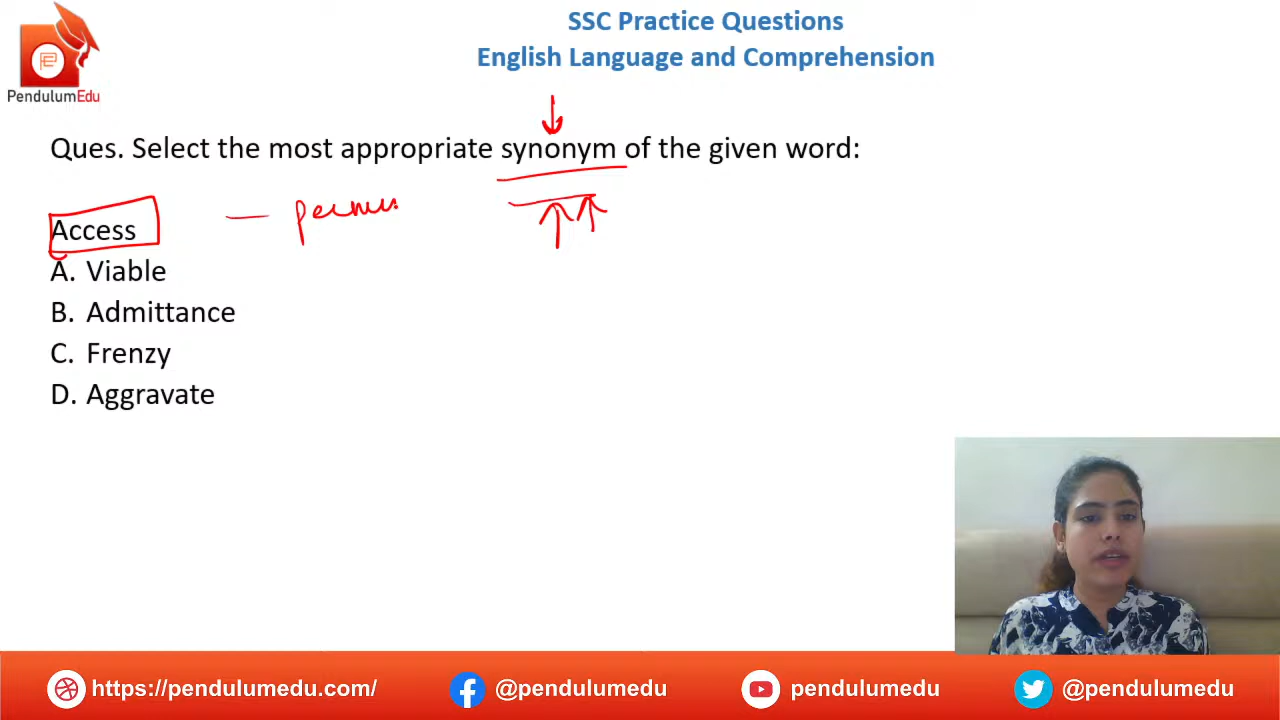 SSC Practice Questions
English Language and Comprehension
PendulumEdu
Ques. Select the most appropriate synonym of the given word:
Access
A. Viable
B. Admittance
C. Frenzy
D. Aggravate
https://pendulumedu.com/ @pendulumedu pendulumedu @pendulumedu